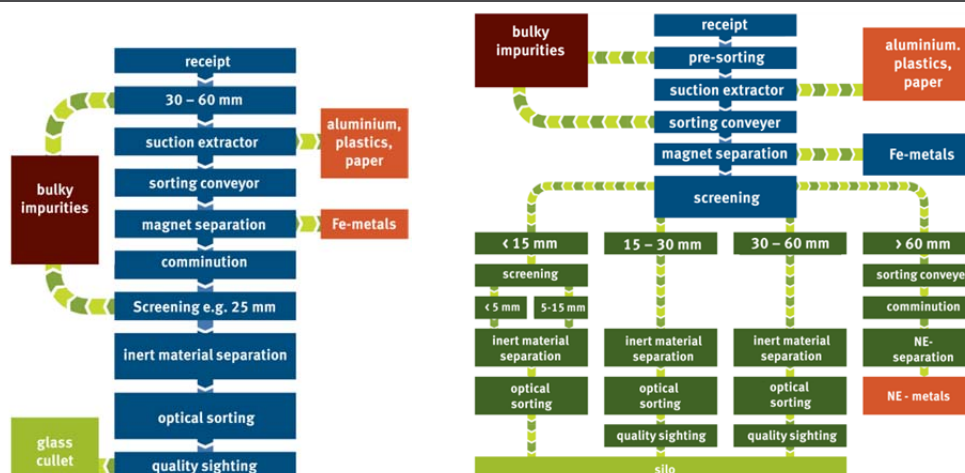 receipt
30 – 60 mm
suction extractor
aluminium,
plastics,
paper
sorting conveyor
bulky
impurities
magnet separation
Fe-metals
comminution
Screening e.g. 25 mm
inert material separation
optical sorting
glass
cullet
quality sighting
bulky
impurities
receipt
pre-sorting
aluminium.
plastics,
paper
suction extractor
sorting conveyer
magnet separation
Fe-metals
screening
< 15 mm
15 – 30 mm
30 – 60 mm
> 60 mm
screening
sorting conveye
< 5 mm
5-15 mm
comminution
inert material
separation
inert material
separation
inert material
separation
NE-
separation
optical
sorting
optical
sorting
optical
sorting
NE - metals
quality sighting
quality sighting
silo